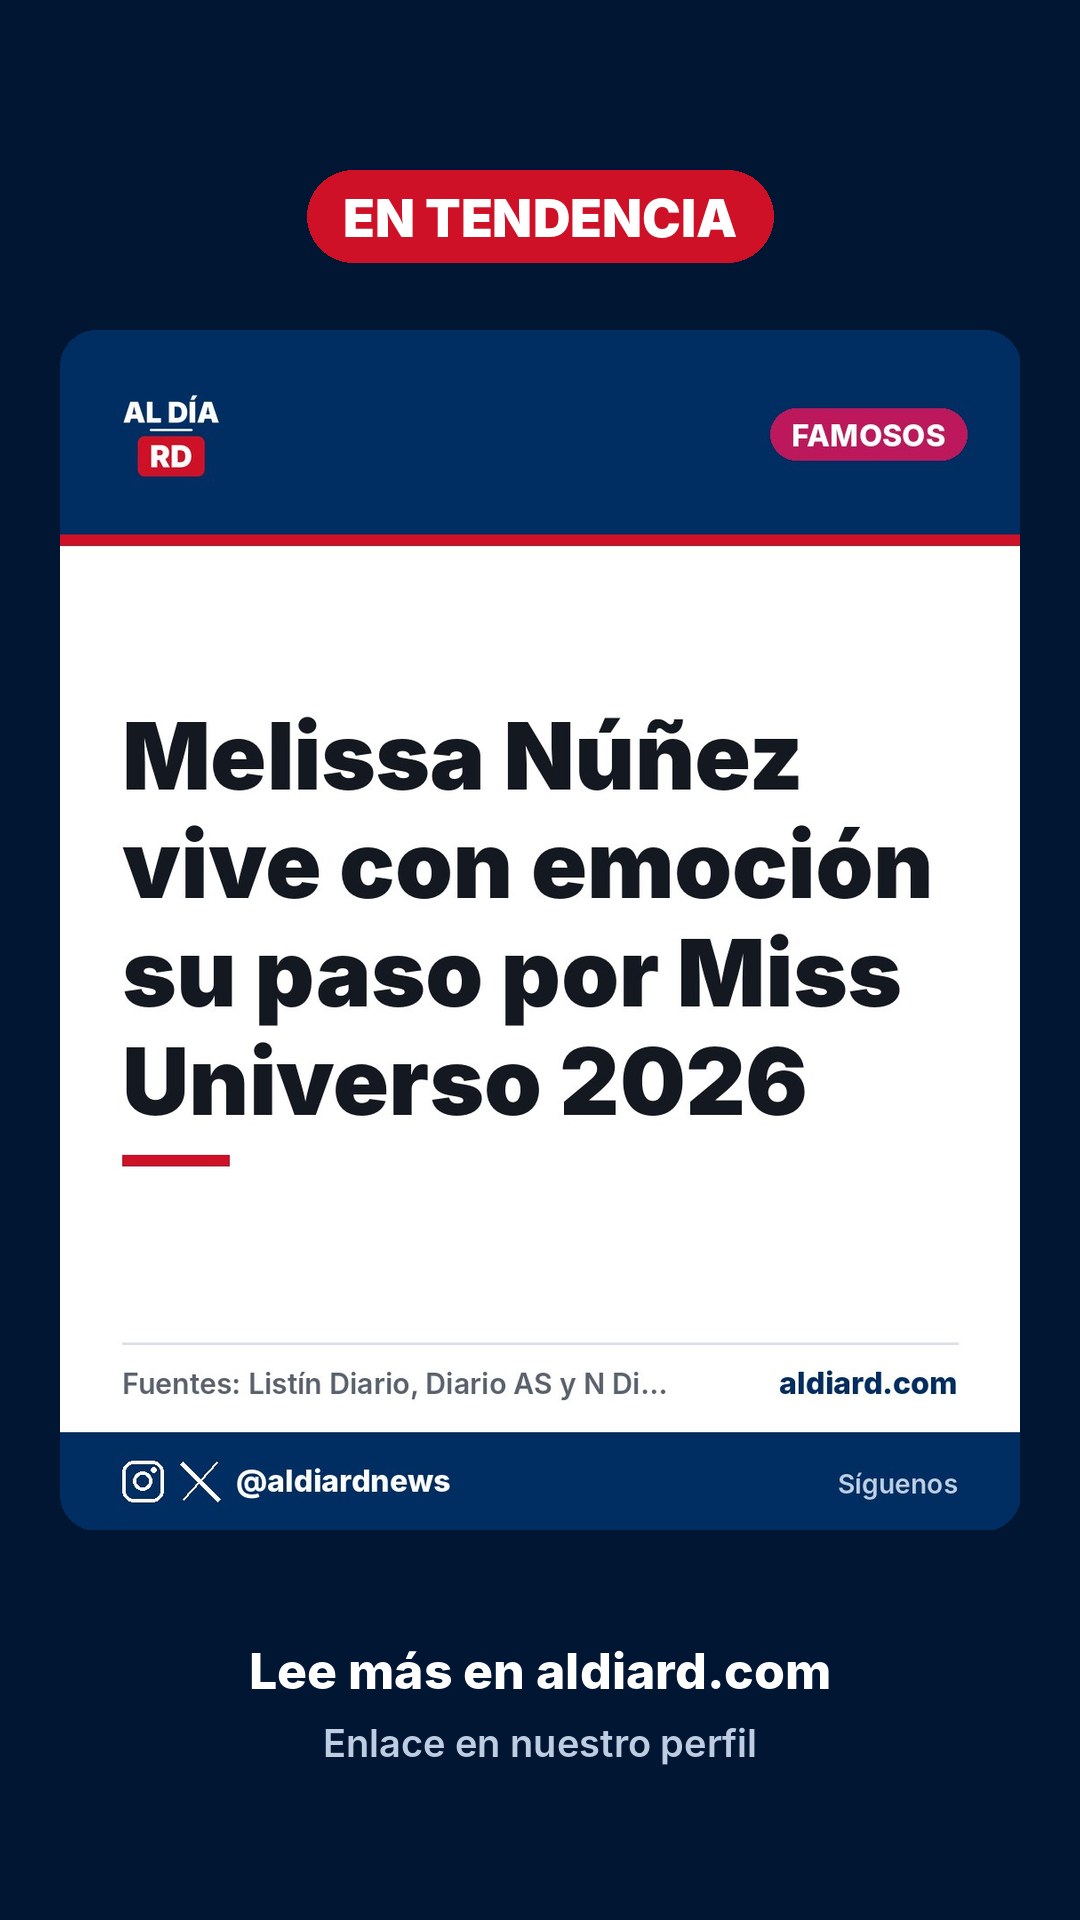 EN TENDENCIA
AL DÍA
RD
FAMOSOS
Melissa Núñez
vive con emoción
su paso por Miss
Universo 2026
Fuentes: Listín Diario, Diario AS y N Di...
aldiard.com
@aldiardnews
Síguenos
Lee más en aldiard.com
Enlace en nuestro perfil